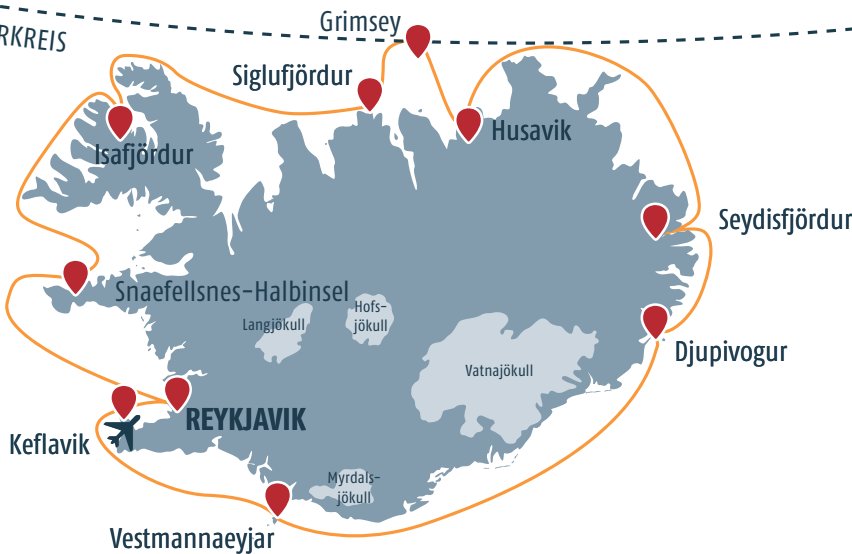 Grimsey
RKREIS
Siglufjördur
Husavik
Isafjördur
Seydisfjördur
Snaefellsnes-Halbinsel
Hofs-
jökull
Langjökull
Djupivogur
Vatnajökull
REYKJAVIK
Keflavik
Myrdals-
jökull
Vestmannaeyjar